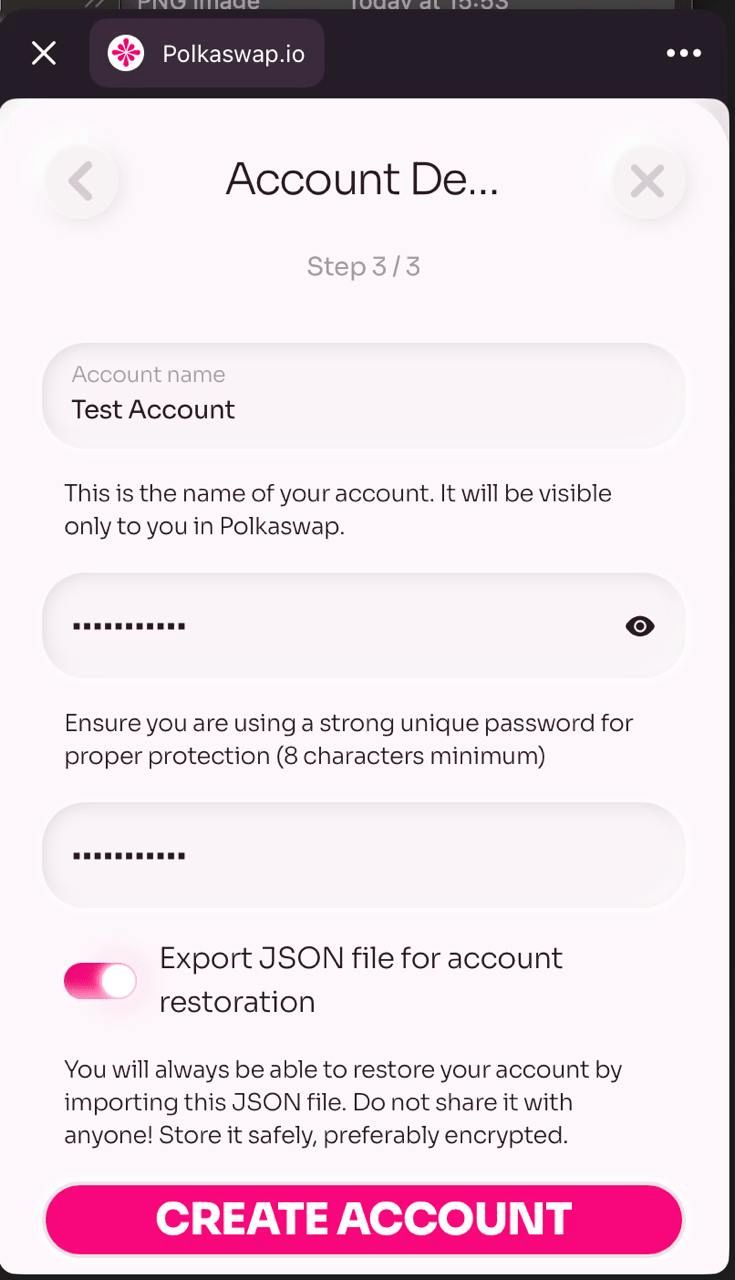 PNG image Today at 15:53
Polkaswap.io
Account De...
Step 3 / 3
Account name
Test Account
This is the name of your account. It will be visible
only to you in Polkaswap.
Ensure you are using a strong unique password for
proper protection (8 characters minimum)
Export JSON file for account
restoration
You will always be able to restore your account by
importing this JSON file. Do not share it with
anyone! Store it safely, preferably encrypted.
CREATE ACCOUNT